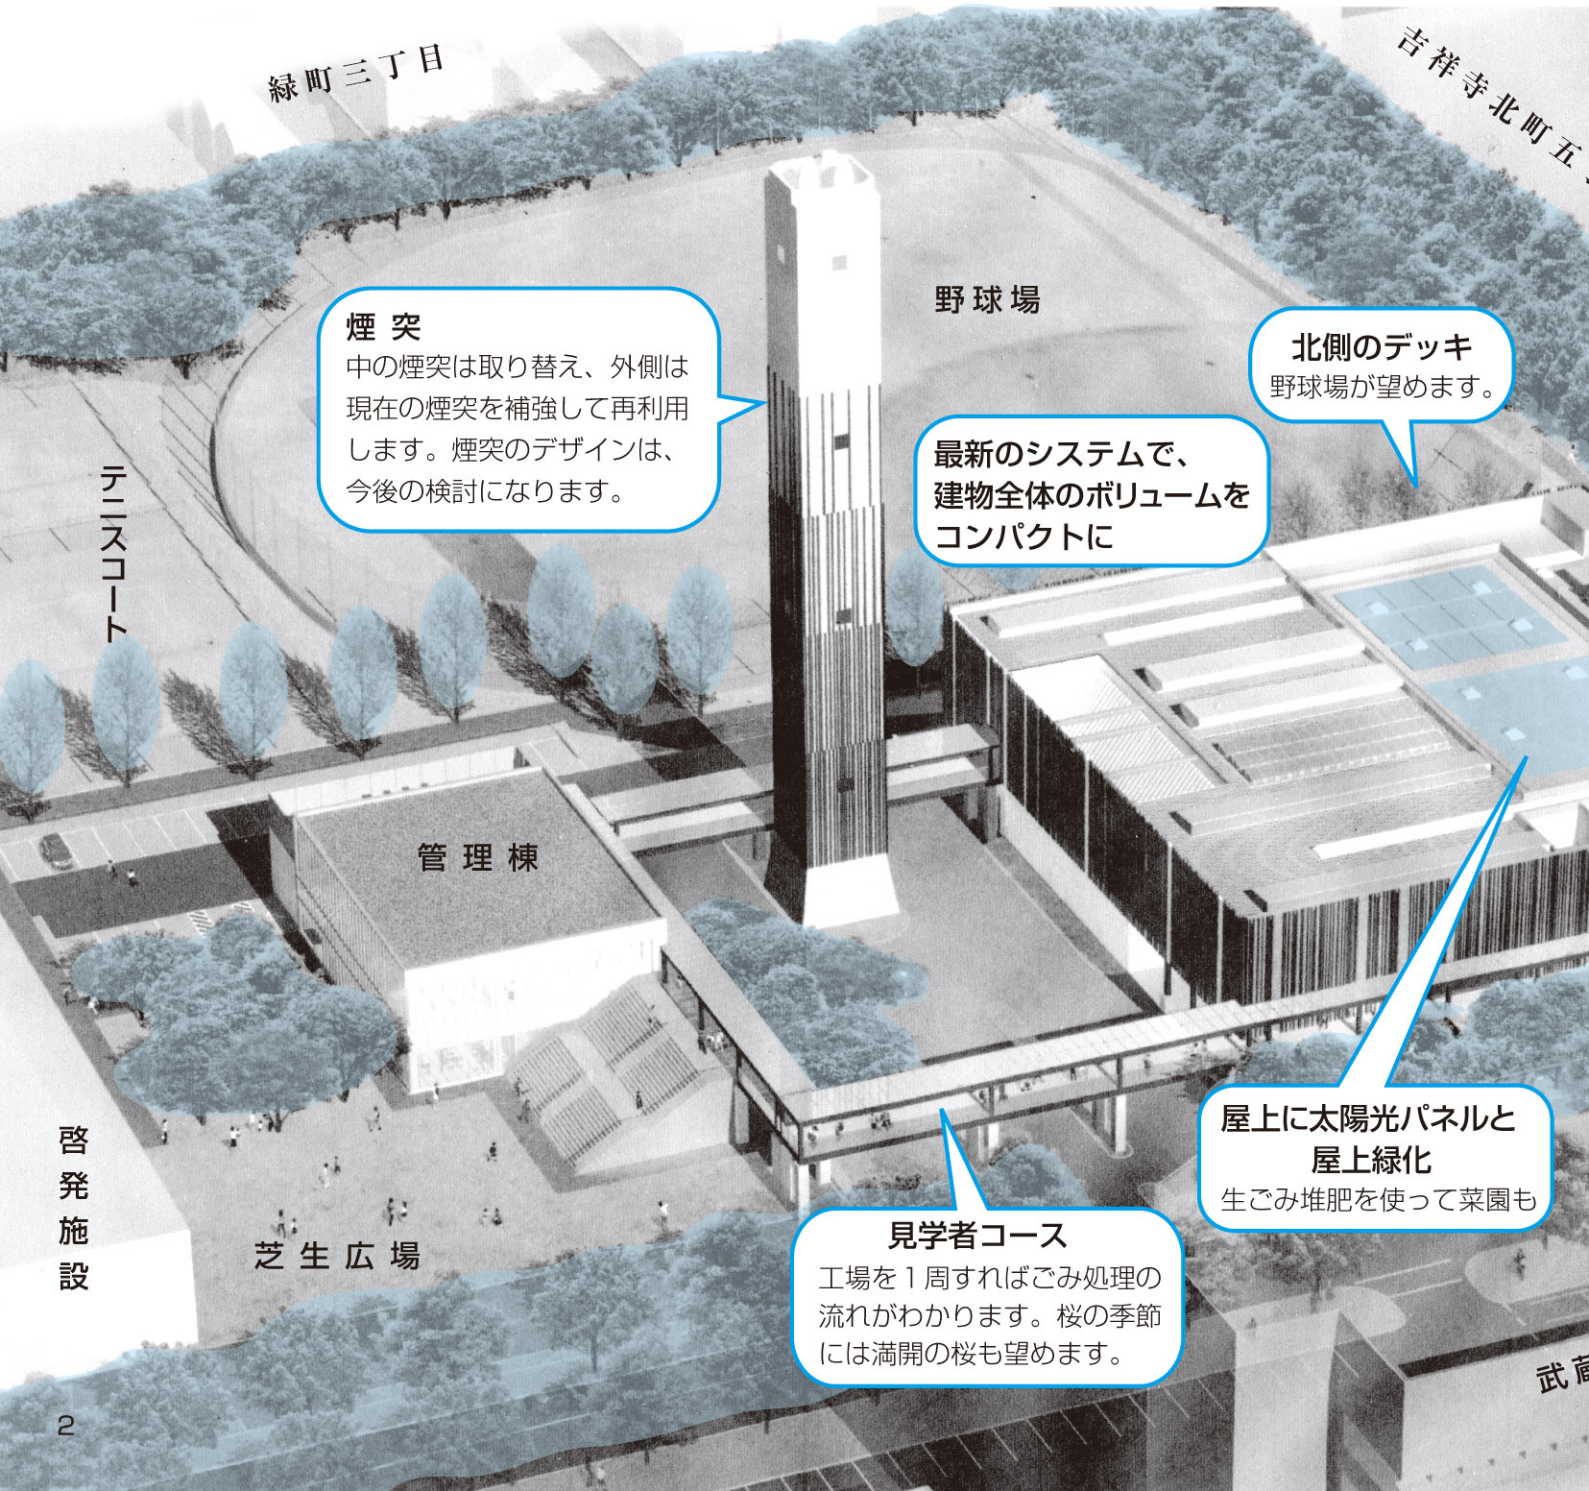 緑町三丁目
吉祥寺北町五
煙突
中の煙突は取り替え、外側は
現在の煙突を補強して再利用
します。煙突のデザインは、
今後の検討になります。
野球場
北側のデッキ
野球場が望めます。
最新のシステムで、
建物全体のボリュームを
コンパクトに
テニスコート
管理棟
屋上に太陽光パネルと
屋上緑化
生ごみ堆肥を使って菜園も
啓発施設
芝生広場
見学者コース
工場を1周すればごみ処理の
流れがわかります。桜の季節
には満開の桜も望めます。
武蔵
2